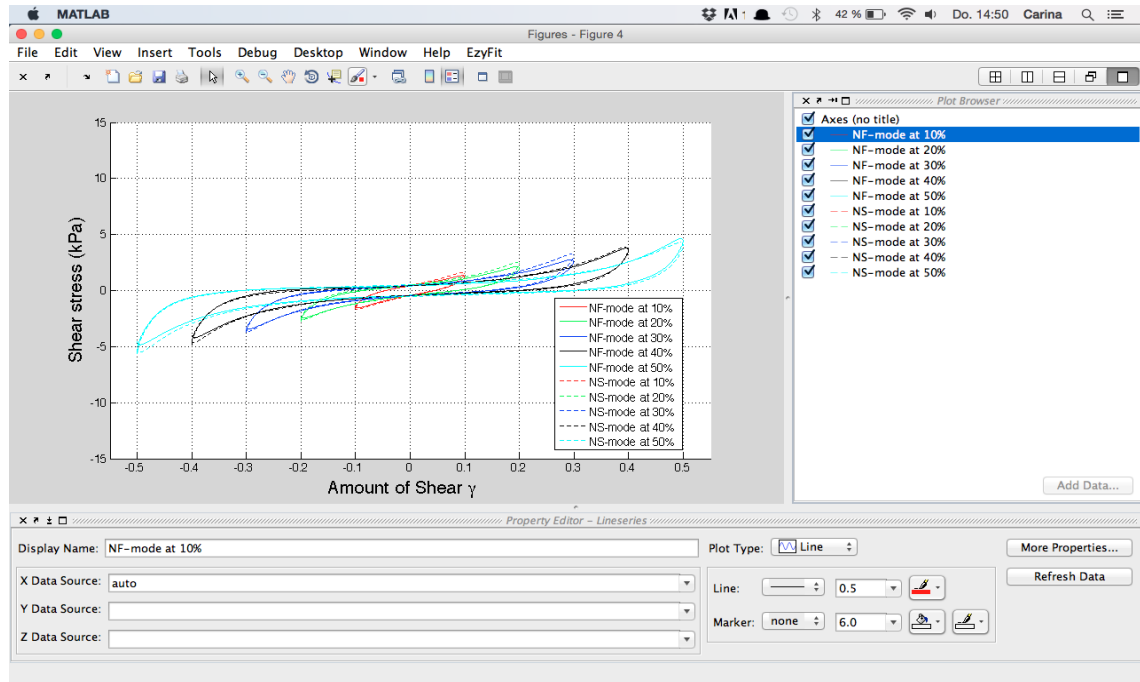 MATLAB 1 42 % Do. 14:50 Carina
Figures - Figure 4
File Edit View Insert Tools Debug Desktop Window Help EzyFit
Plot Browser
Axes (no title)
NF-mode at 10%
NF-mode at 20%
NF-mode at 30%
NF-mode at 40%
NF-mode at 50%
NS-mode at 10%
NS-mode at 20%
NS-mode at 30%
NS-mode at 40%
NS-mode at 50%
Add Data...
15
10
5
0
-5
-10
-15
Shear stress (kPa)
-0.5 -0.4 -0.3 -0.2 -0.1 0 0.1 0.2 0.3 0.4 0.5
Amount of Shear γ
NF-mode at 10%
NF-mode at 20%
NF-mode at 30%
NF-mode at 40%
NF-mode at 50%
NS-mode at 10%
NS-mode at 20%
NS-mode at 30%
NS-mode at 40%
NS-mode at 50%
Property Editor - Lineseries
Display Name: NF-mode at 10%
X Data Source: auto
Y Data Source:
Z Data Source:
Plot Type: Line
Line: 0.5
Marker: none 6.0
More Properties...
Refresh Data